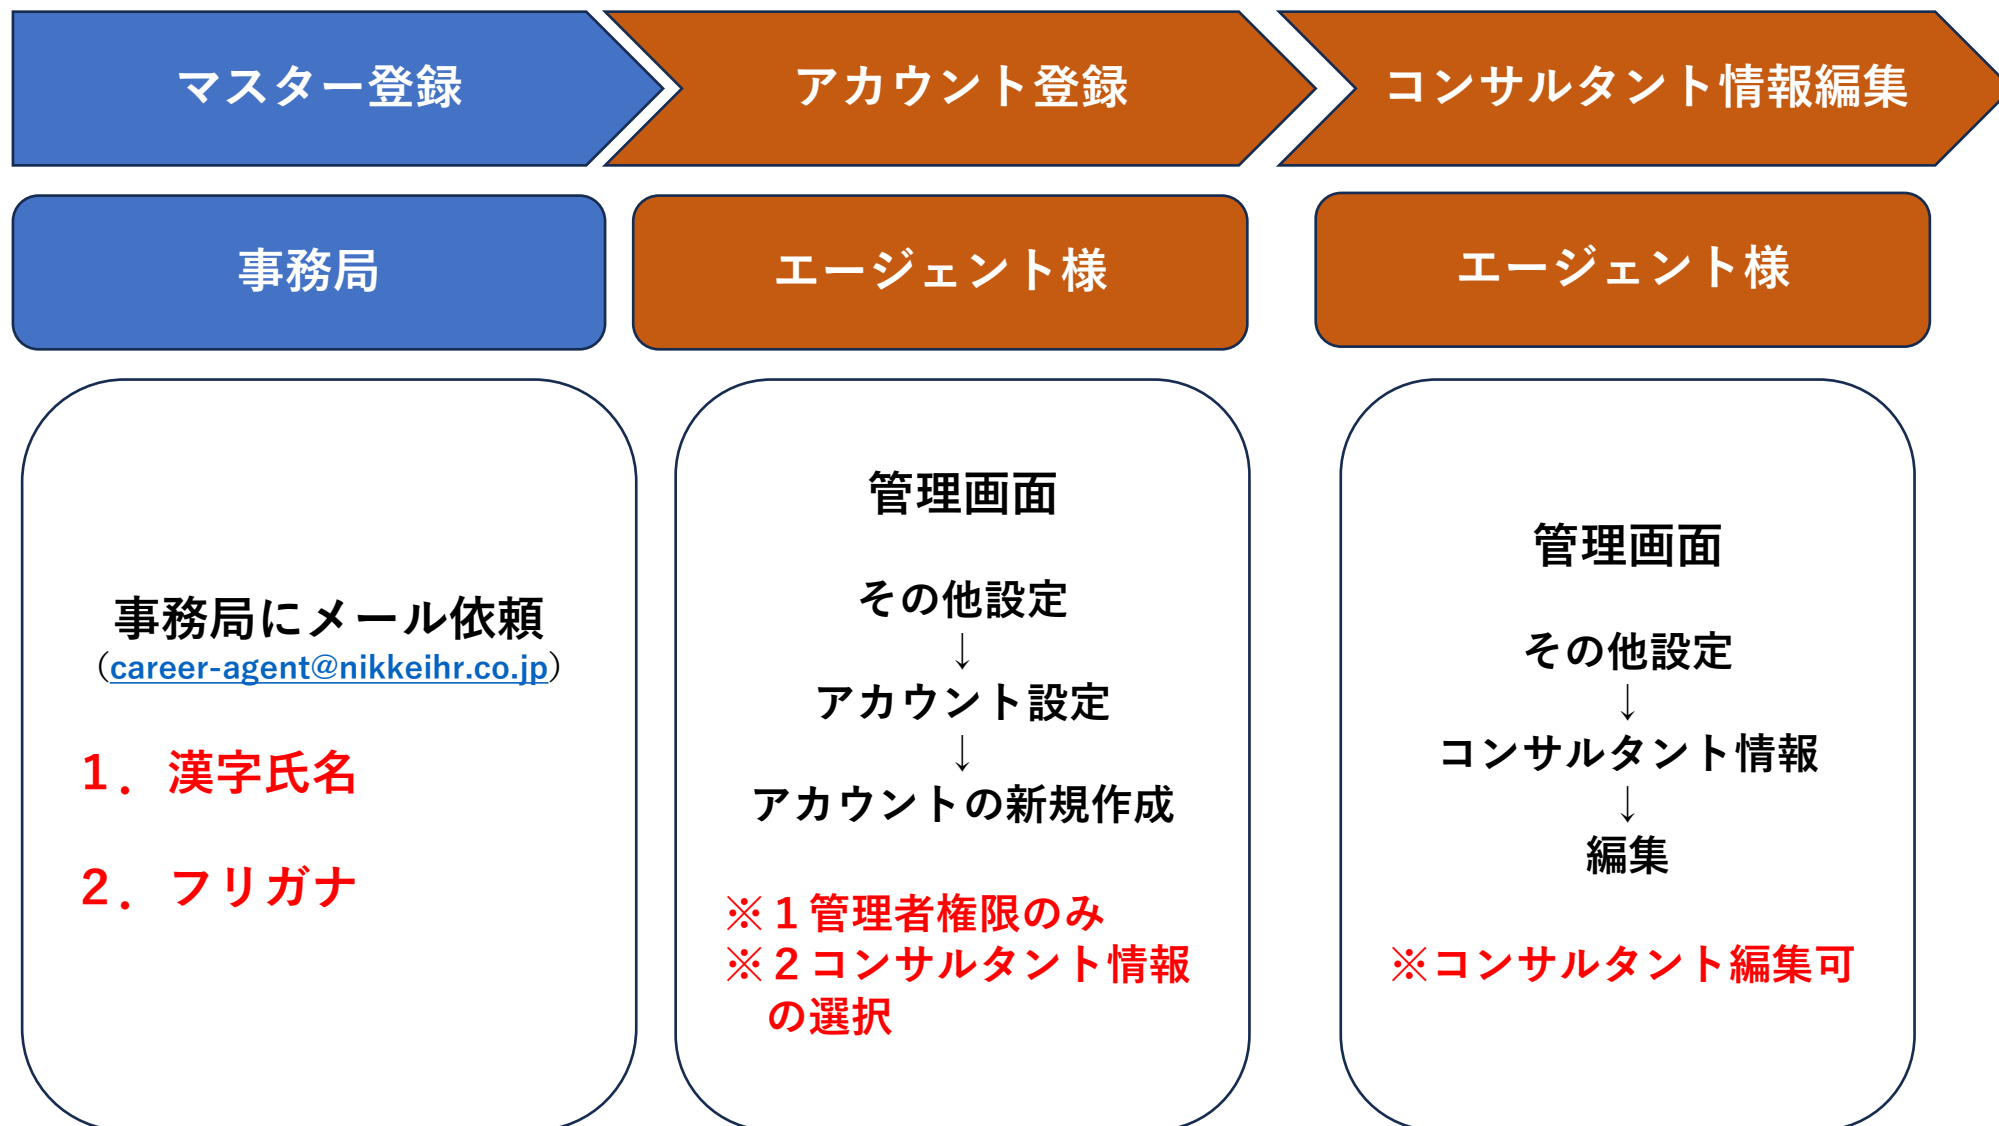 マスター登録
アカウント登録
コンサルタント情報編集
事務局
エージェント様
エージェント様
事務局にメール依頼
（career-agent@nikkeihr.co.jp）
１．漢字氏名
２．フリガナ
管理画面
その他設定
↓
アカウント設定
↓
アカウントの新規作成
※１管理者権限のみ
※２コンサルタント情報
の選択
管理画面
その他設定
↓
コンサルタント情報
↓
編集
※コンサルタント編集可